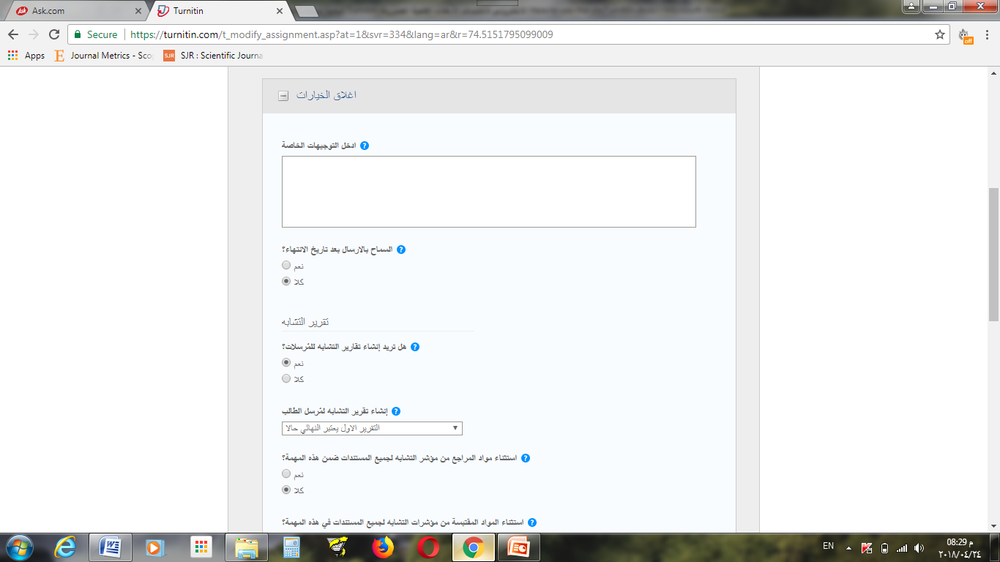 Ask.com
Turnitin
Secure
https://turnitin.com/t_modify_assignment.asp?at=1&svr=334&lang=ar&r=74.5151795099009
off
Apps
Journal Metrics - Sco
SJR : Scientific Journa
اغلاق الخيارات
ادخل التوجيهات الخاصة
السماح بالارسال بعد تاريخ الانتهاء؟
نعم
كلا
تقرير التشابه
هل تريد إنشاء تقارير التشابه للمُرسلات؟
نعم
كلا
إنشاء تقرير التشابه لمُرسل الطالب
التقرير الاول يعتبر النهائي حالا
استثناء مواد المراجع من مؤشر التشابه لجميع المستندات ضمن هذه المهمة؟
نعم
كلا
استثناء المواد المقتبسة من مؤشرات التشابه لجميع المستندات في هذه المهمة؟
EN
08:29 م
٢٠١٨/٠٤/٢٤